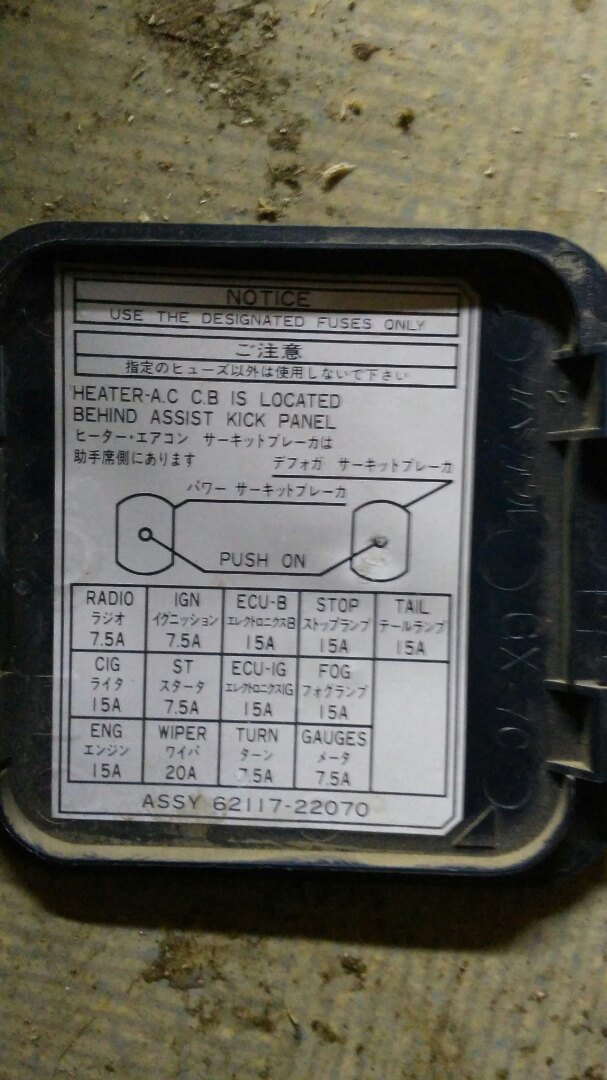 NOTICE
USE THE DESIGNATED FUSES ONLY
ご注意
指定のヒューズ以外は使用しないで下さい
HEATER-A.C C.B IS LOCATED
BEHIND ASSIST KICK PANEL
ヒーター・エアコン サーキットブレーカは
助手席側にあります
デフォガ サーキットブレーカ
パワー サーキットブレーカ
PUSH ON
RADIO IGN ECU-B STOP TAIL
ラジオ イグニッション エレクトロニクスB ストップランプ テールランプ
7.5A 7.5A 15A 15A 15A
CIG ST ECU-IG FOG
ライタ スタータ エレクトロニクスIG フォグランプ
15A 7.5A 15A 15A
ENG WIPER TURN GAUGES
エンジン ワイパ ターン メータ
15A 20A 7.5A 7.5A
ASSY 62117-22070
GX 70